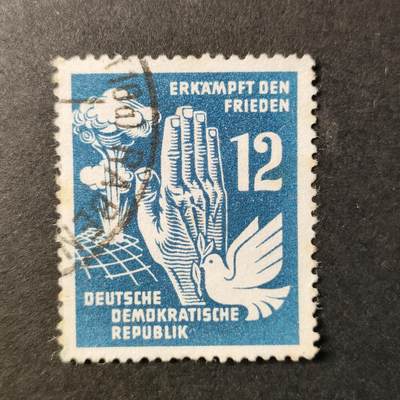 ERKÄMPFT DEN
FRIEDEN
12
DEUTSCHE
DEMOKRATISCHE
REPUBLIK